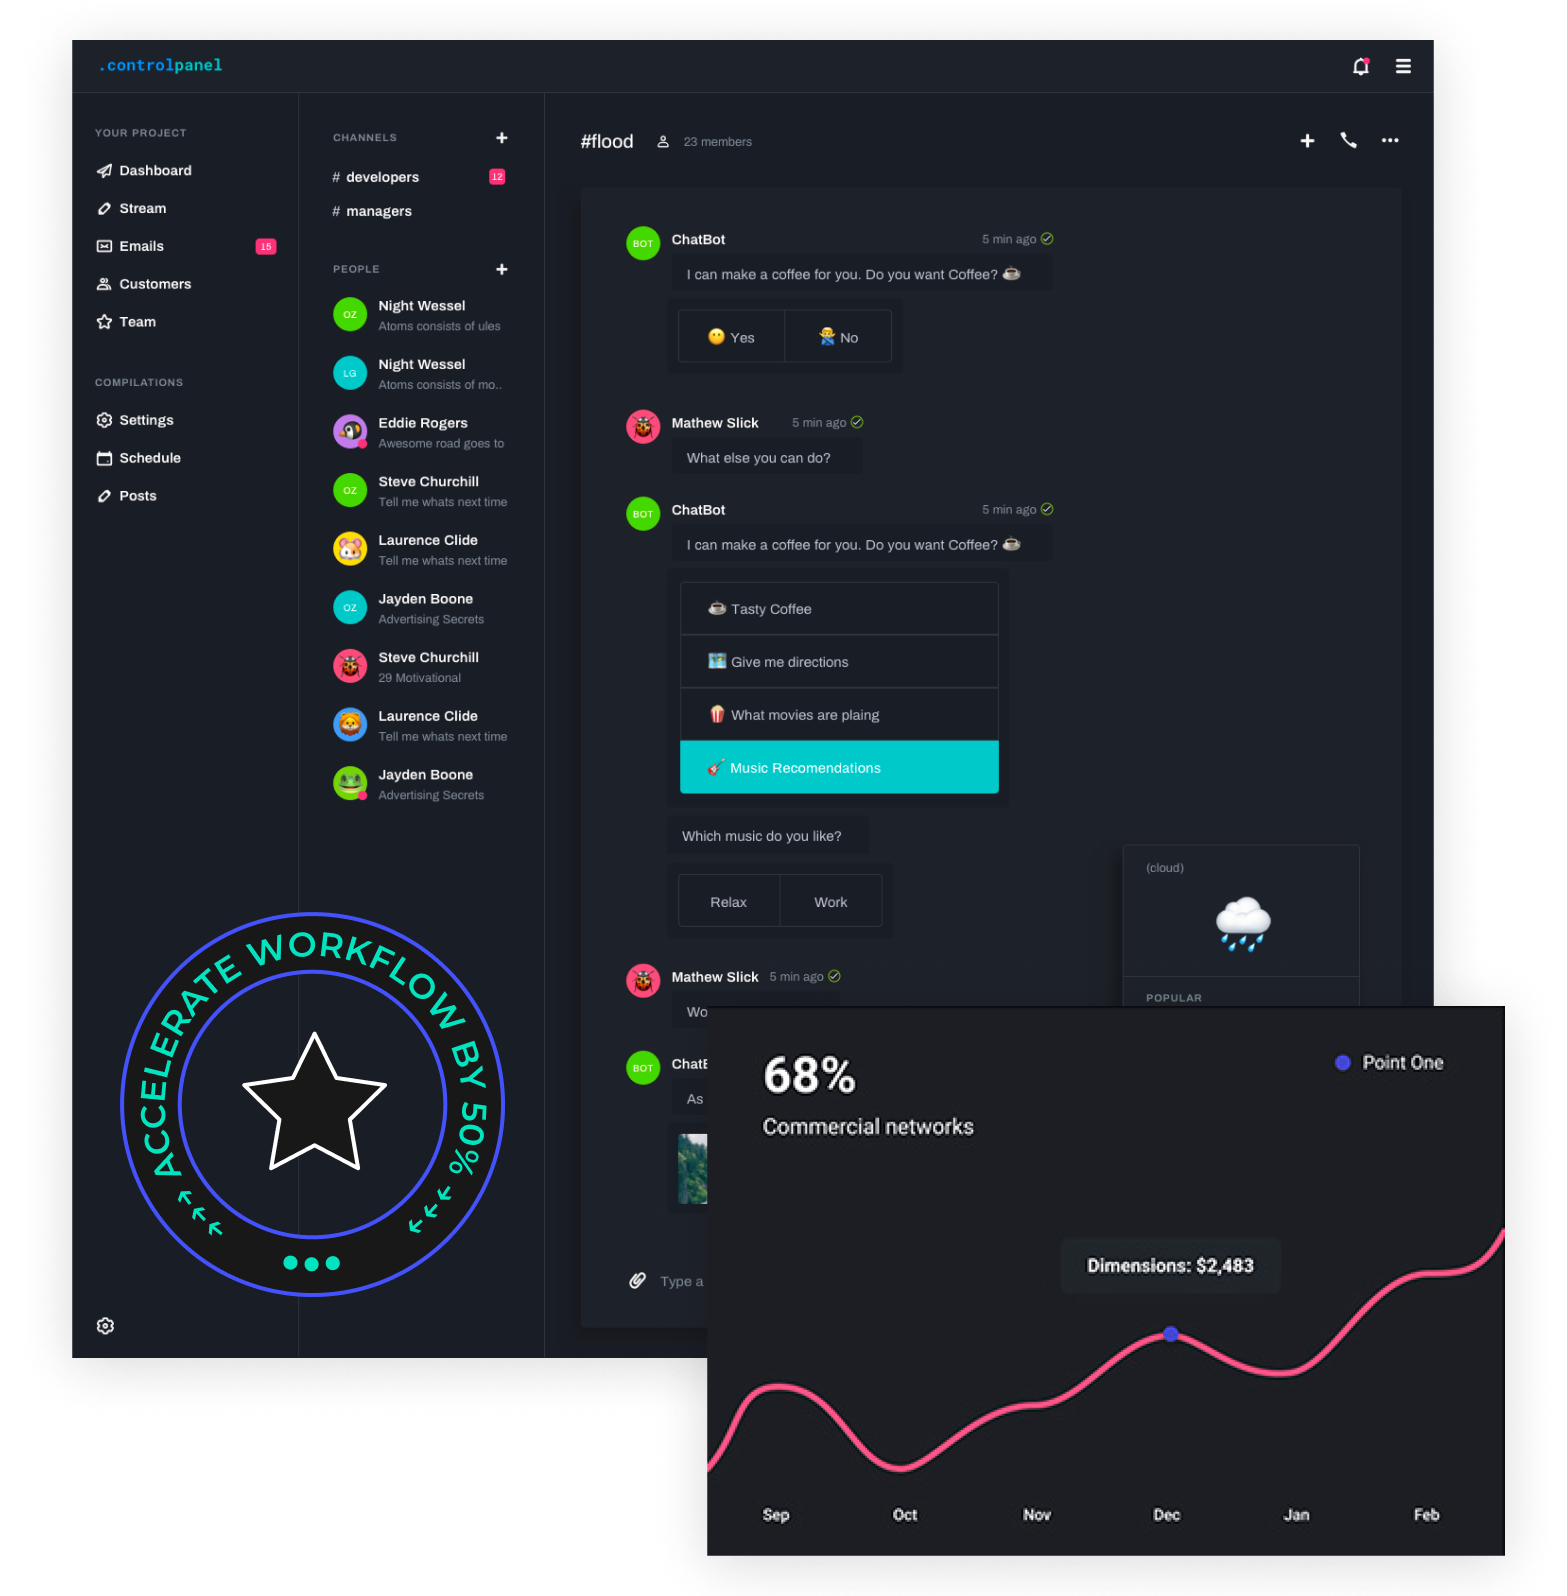 .controlpanel
YOUR PROJECT
Dashboard
Stream
Emails 15
Customers
Team
COMPILATIONS
Settings
Schedule
Posts
CHANNELS
# developers 12
# managers
PEOPLE
OZ
Night Wessel
Atoms consists of ules
LG
Night Wessel
Atoms consists of mo..
Eddie Rogers
Awesome road goes to
OZ
Steve Churchill
Tell me whats next time
Laurence Clide
Tell me whats next time
OZ
Jayden Boone
Advertising Secrets
Steve Churchill
29 Motivational
Laurence Clide
Tell me whats next time
Jayden Boone
Advertising Secrets
#flood 23 members
BOT
ChatBot 5 min ago
I can make a coffee for you. Do you want Coffee?
Yes No
Mathew Slick 5 min ago
What else you can do?
BOT
ChatBot 5 min ago
I can make a coffee for you. Do you want Coffee?
Tasty Coffee
Give me directions
What movies are plaing
Music Recomendations
Which music do you like?
Relax Work
Mathew Slick 5 min ago
Wo
BOT
ChatB
As
Type a
(cloud)
POPULAR
ACCELERATE WORKFLOW BY 50%
68%
Commercial networks
Point One
Dimensions: $2,483
Sep Oct Nov Dec Jan Feb